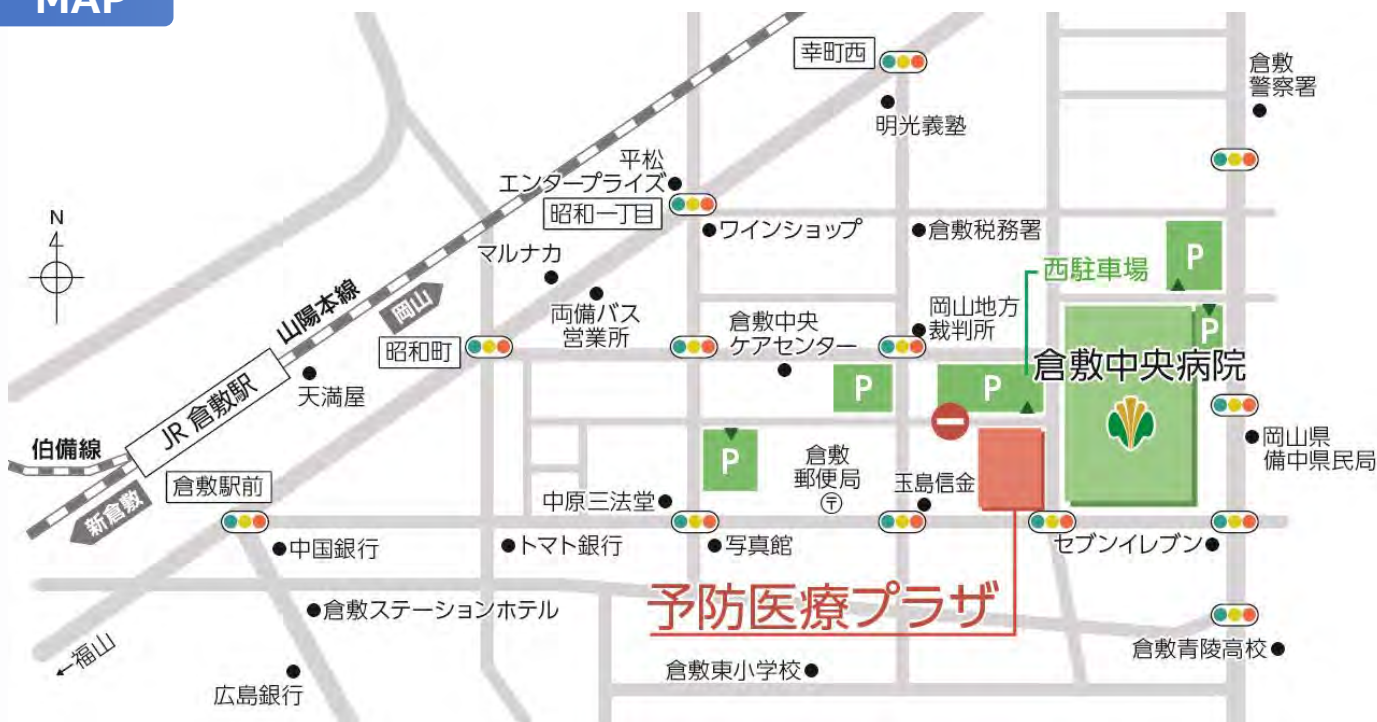 MAP
幸町西
倉敷
警察署
明光義塾
平松
エンタープライズ
昭和一丁目
ワインショップ
倉敷税務署
N
マルナカ
西駐車場
P
山陽本線
岡山
両備バス
営業所
倉敷中央
ケアセンター
岡山地方
裁判所
P
昭和町
倉敷中央病院
JR 倉敷駅
天満屋
P
P
伯備線
岡山県
備中県民局
P
倉敷
郵便局
〒
玉島信金
倉敷駅前
新倉敷
中原三法堂
中国銀行
トマト銀行
写真館
セブンイレブン
予防医療プラザ
倉敷ステーションホテル
←福山
倉敷青陵高校
倉敷東小学校
広島銀行